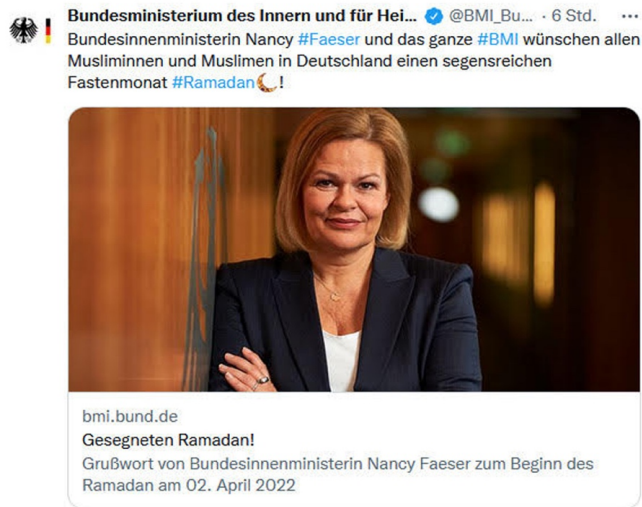 Bundesministerium des Innern und für Hei... @BMI_Bu... · 6 Std. ...
Bundesinnenministerin Nancy #Faeser und das ganze #BMI wünschen allen
Musliminnen und Muslimen in Deutschland einen segensreichen
Fastenmonat #Ramadan🌙!
bmi.bund.de
Gesegneten Ramadan!
Grußwort von Bundesinnenministerin Nancy Faeser zum Beginn des
Ramadan am 02. April 2022